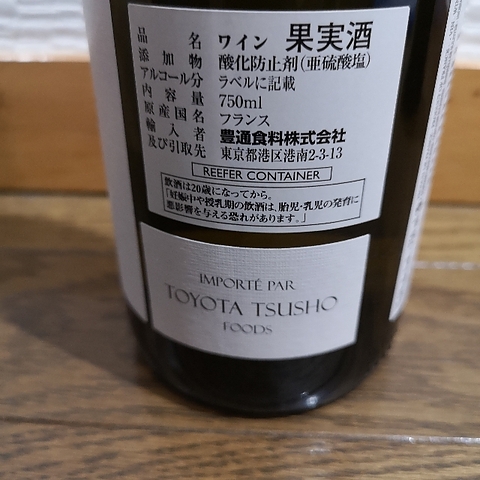 品名 ワイン 果実酒
添加物 酸化防止剤(亜硫酸塩)
アルコール分 ラベルに記載
内容量 750ml
原産国名 フランス
輸入者 豊通食料株式会社
及び引取先 東京都港区港南2-3-13
REEFER CONTAINER
飲酒は20歳になってから。
「妊娠中や授乳期の飲酒は、胎児・乳児の発育に
悪影響を与える恐れがあります。」
IMPORTÉ PAR
TOYOTA TSUSHO
FOODS